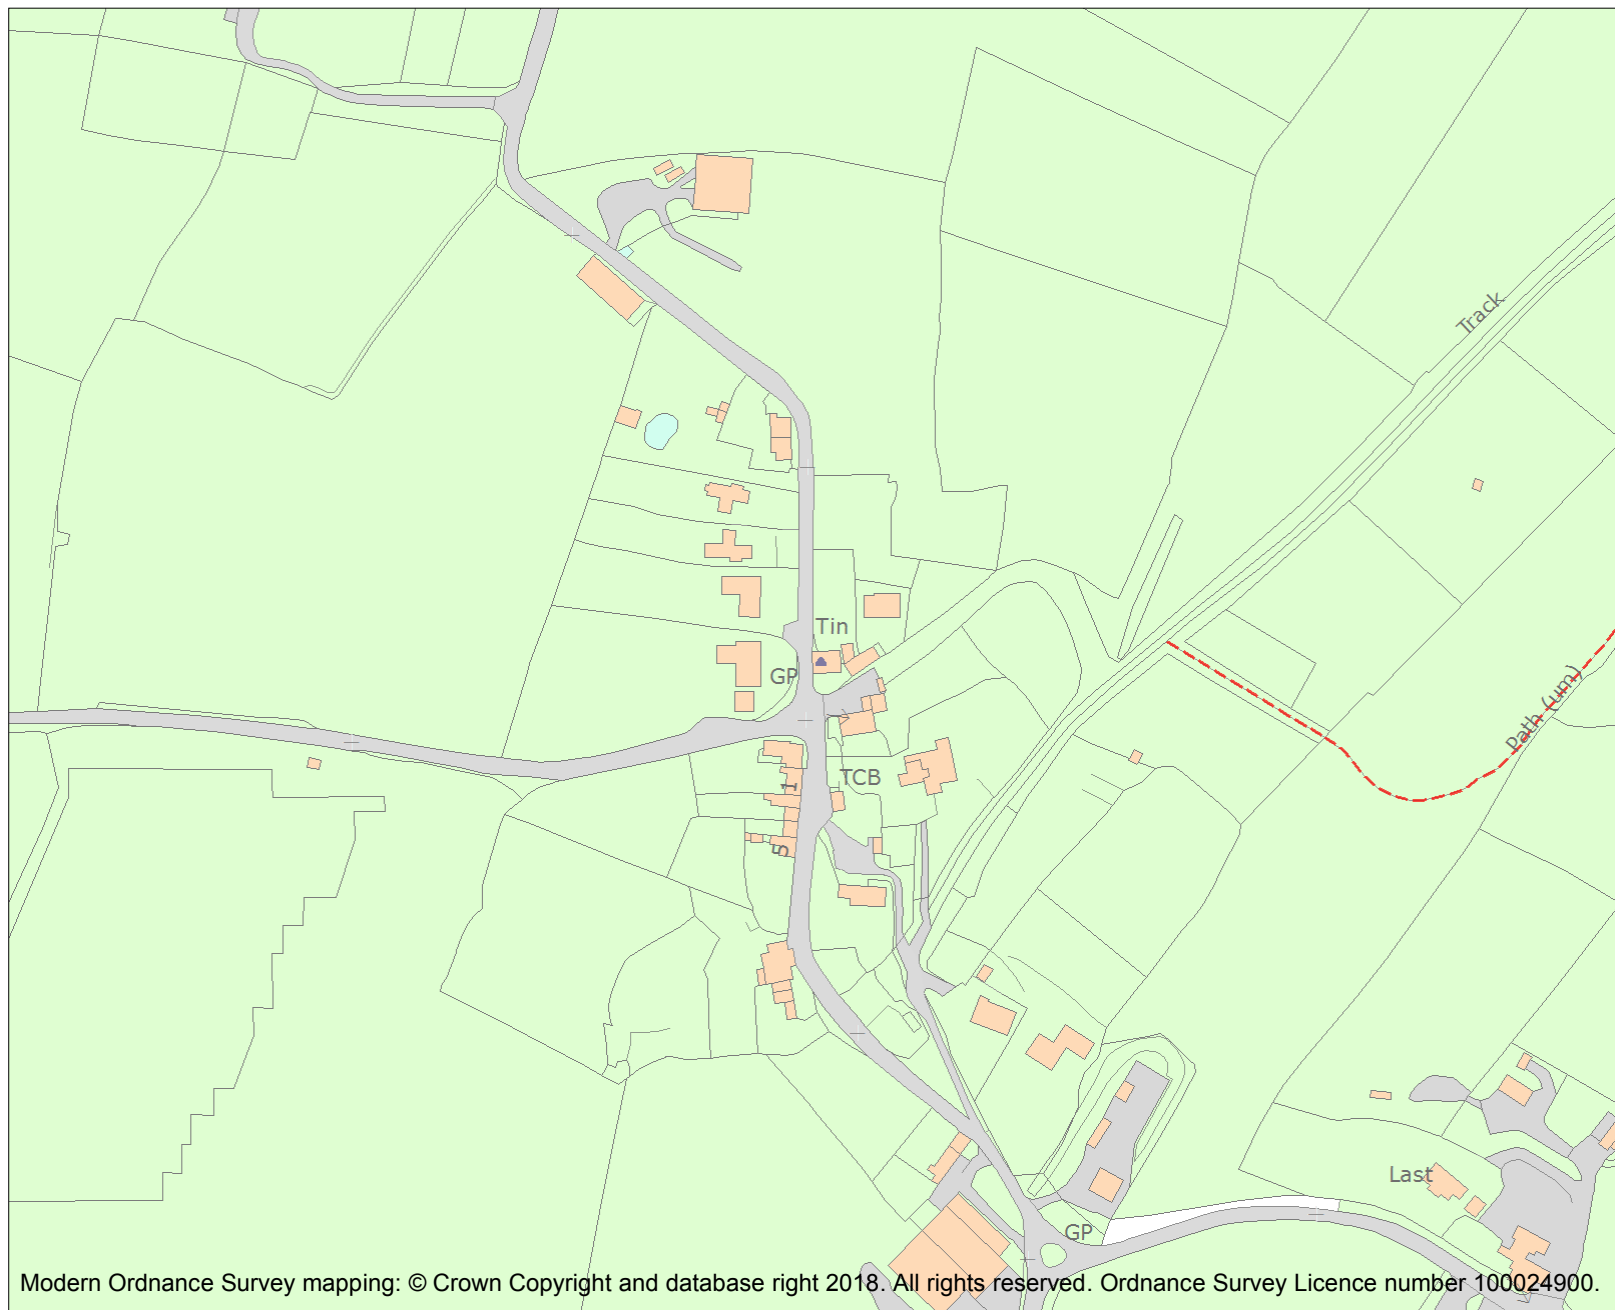 Track
Tin
GP
Path (um)
TCB
1
5
Last
GP
Modern Ordnance Survey mapping: © Crown Copyright and database right 2018. All rights reserved. Ordnance Survey Licence number 100024900.